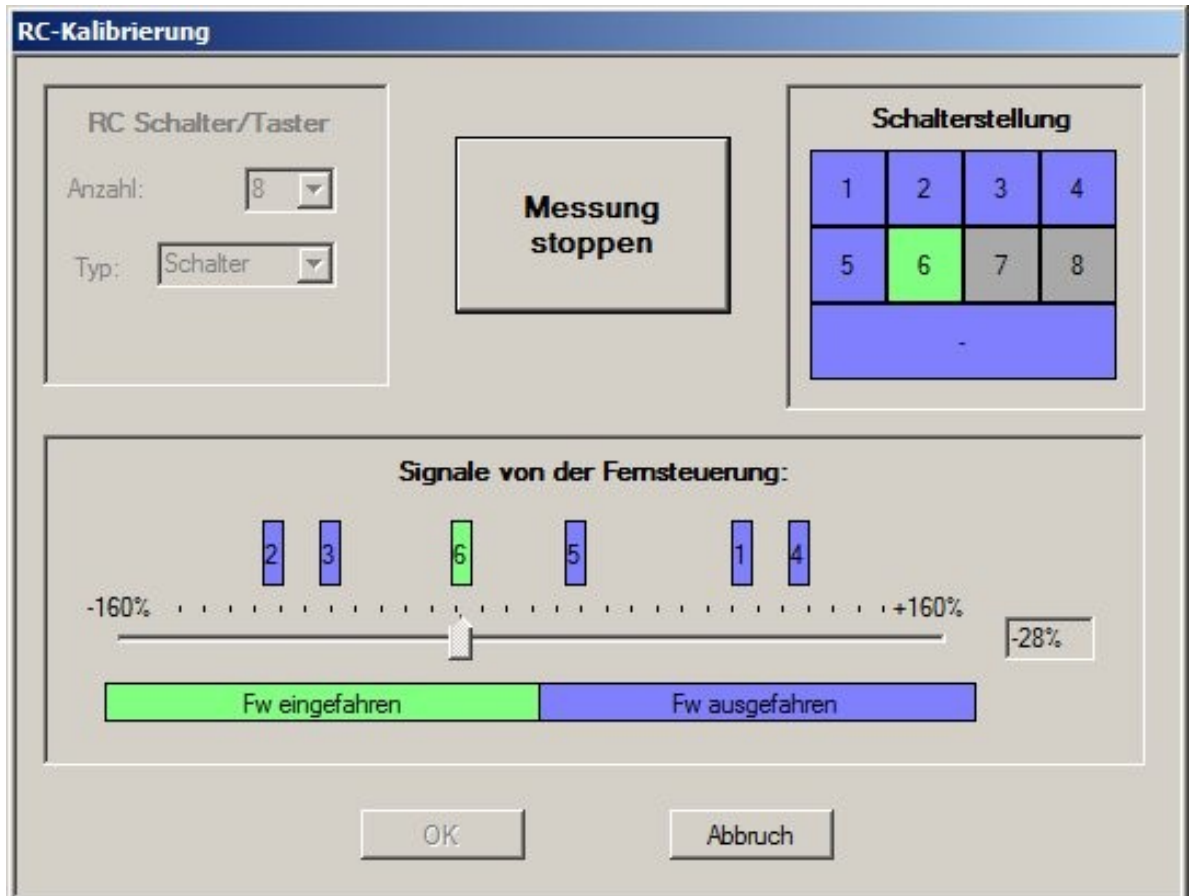 RC-Kalibrierung
RC Schalter/Taster
Anzahl: 8
Typ: Schalter
Messung
stoppen
Schalterstellung
1 2 3 4
5 6 7 8
-
Signale von der Fernsteuerung:
2 3 6 5 1 4
-160% +160%
-28%
Fw eingefahren Fw ausgefahren
OK Abbruch